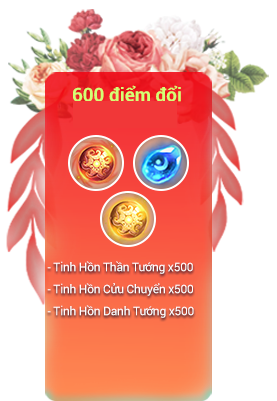 600 điểm đổi
- Tinh Hồn Thần Tướng x500
- Tinh Hồn Cửu Chuyển x500
- Tinh Hồn Danh Tướng x500